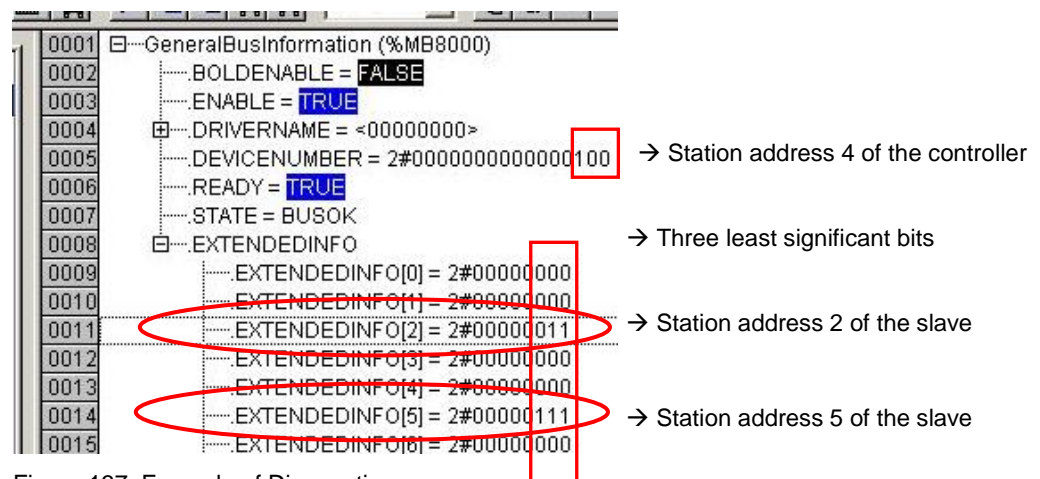 0001 GeneralBusInformation (%MB8000)
0002 .BOLDENABLE = FALSE
0003 .ENABLE = TRUE
0004 .DRIVERNAME = <00000000>
0005 .DEVICENUMBER = 2#0000000000000100 → Station address 4 of the controller
0006 .READY = TRUE
0007 .STATE = BUSOK
0008 .EXTENDEDINFO → Three least significant bits
0009 .EXTENDEDINFO[0] = 2#00000000
0010 .EXTENDEDINFO[1] = 2#00000000
0011 .EXTENDEDINFO[2] = 2#00000011 → Station address 2 of the slave
0012 .EXTENDEDINFO[3] = 2#00000000
0013 .EXTENDEDINFO[4] = 2#00000000
0014 .EXTENDEDINFO[5] = 2#00000111 → Station address 5 of the slave
0015 .EXTENDEDINFO[6] = 2#00000000